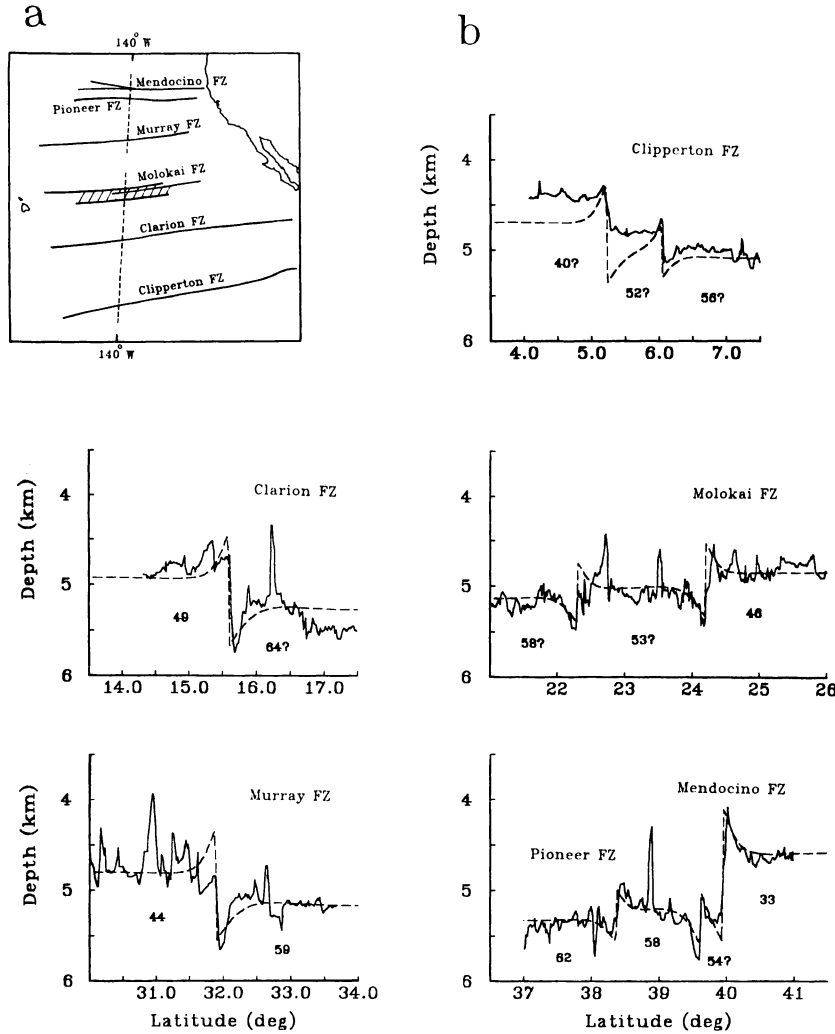 a
140° W
Mendocino FZ
Pioneer FZ
Murray FZ
Molokai FZ
Clarion FZ
Clipperton FZ
140° W
b
Clipperton FZ
Depth (km)
4
5
6
40?
52?
56?
4.0 5.0 6.0 7.0
Clarion FZ
Depth (km)
4
5
6
49
64?
14.0 15.0 16.0 17.0
Molokai FZ
4
5
6
58?
53?
46
22 23 24 25 26
Murray FZ
Depth (km)
4
5
6
44
59
31.0 32.0 33.0 34.0
Latitude (deg)
Mendocino FZ
Pioneer FZ
4
5
6
62
58
54?
33
37 38 39 40 41
Latitude (deg)